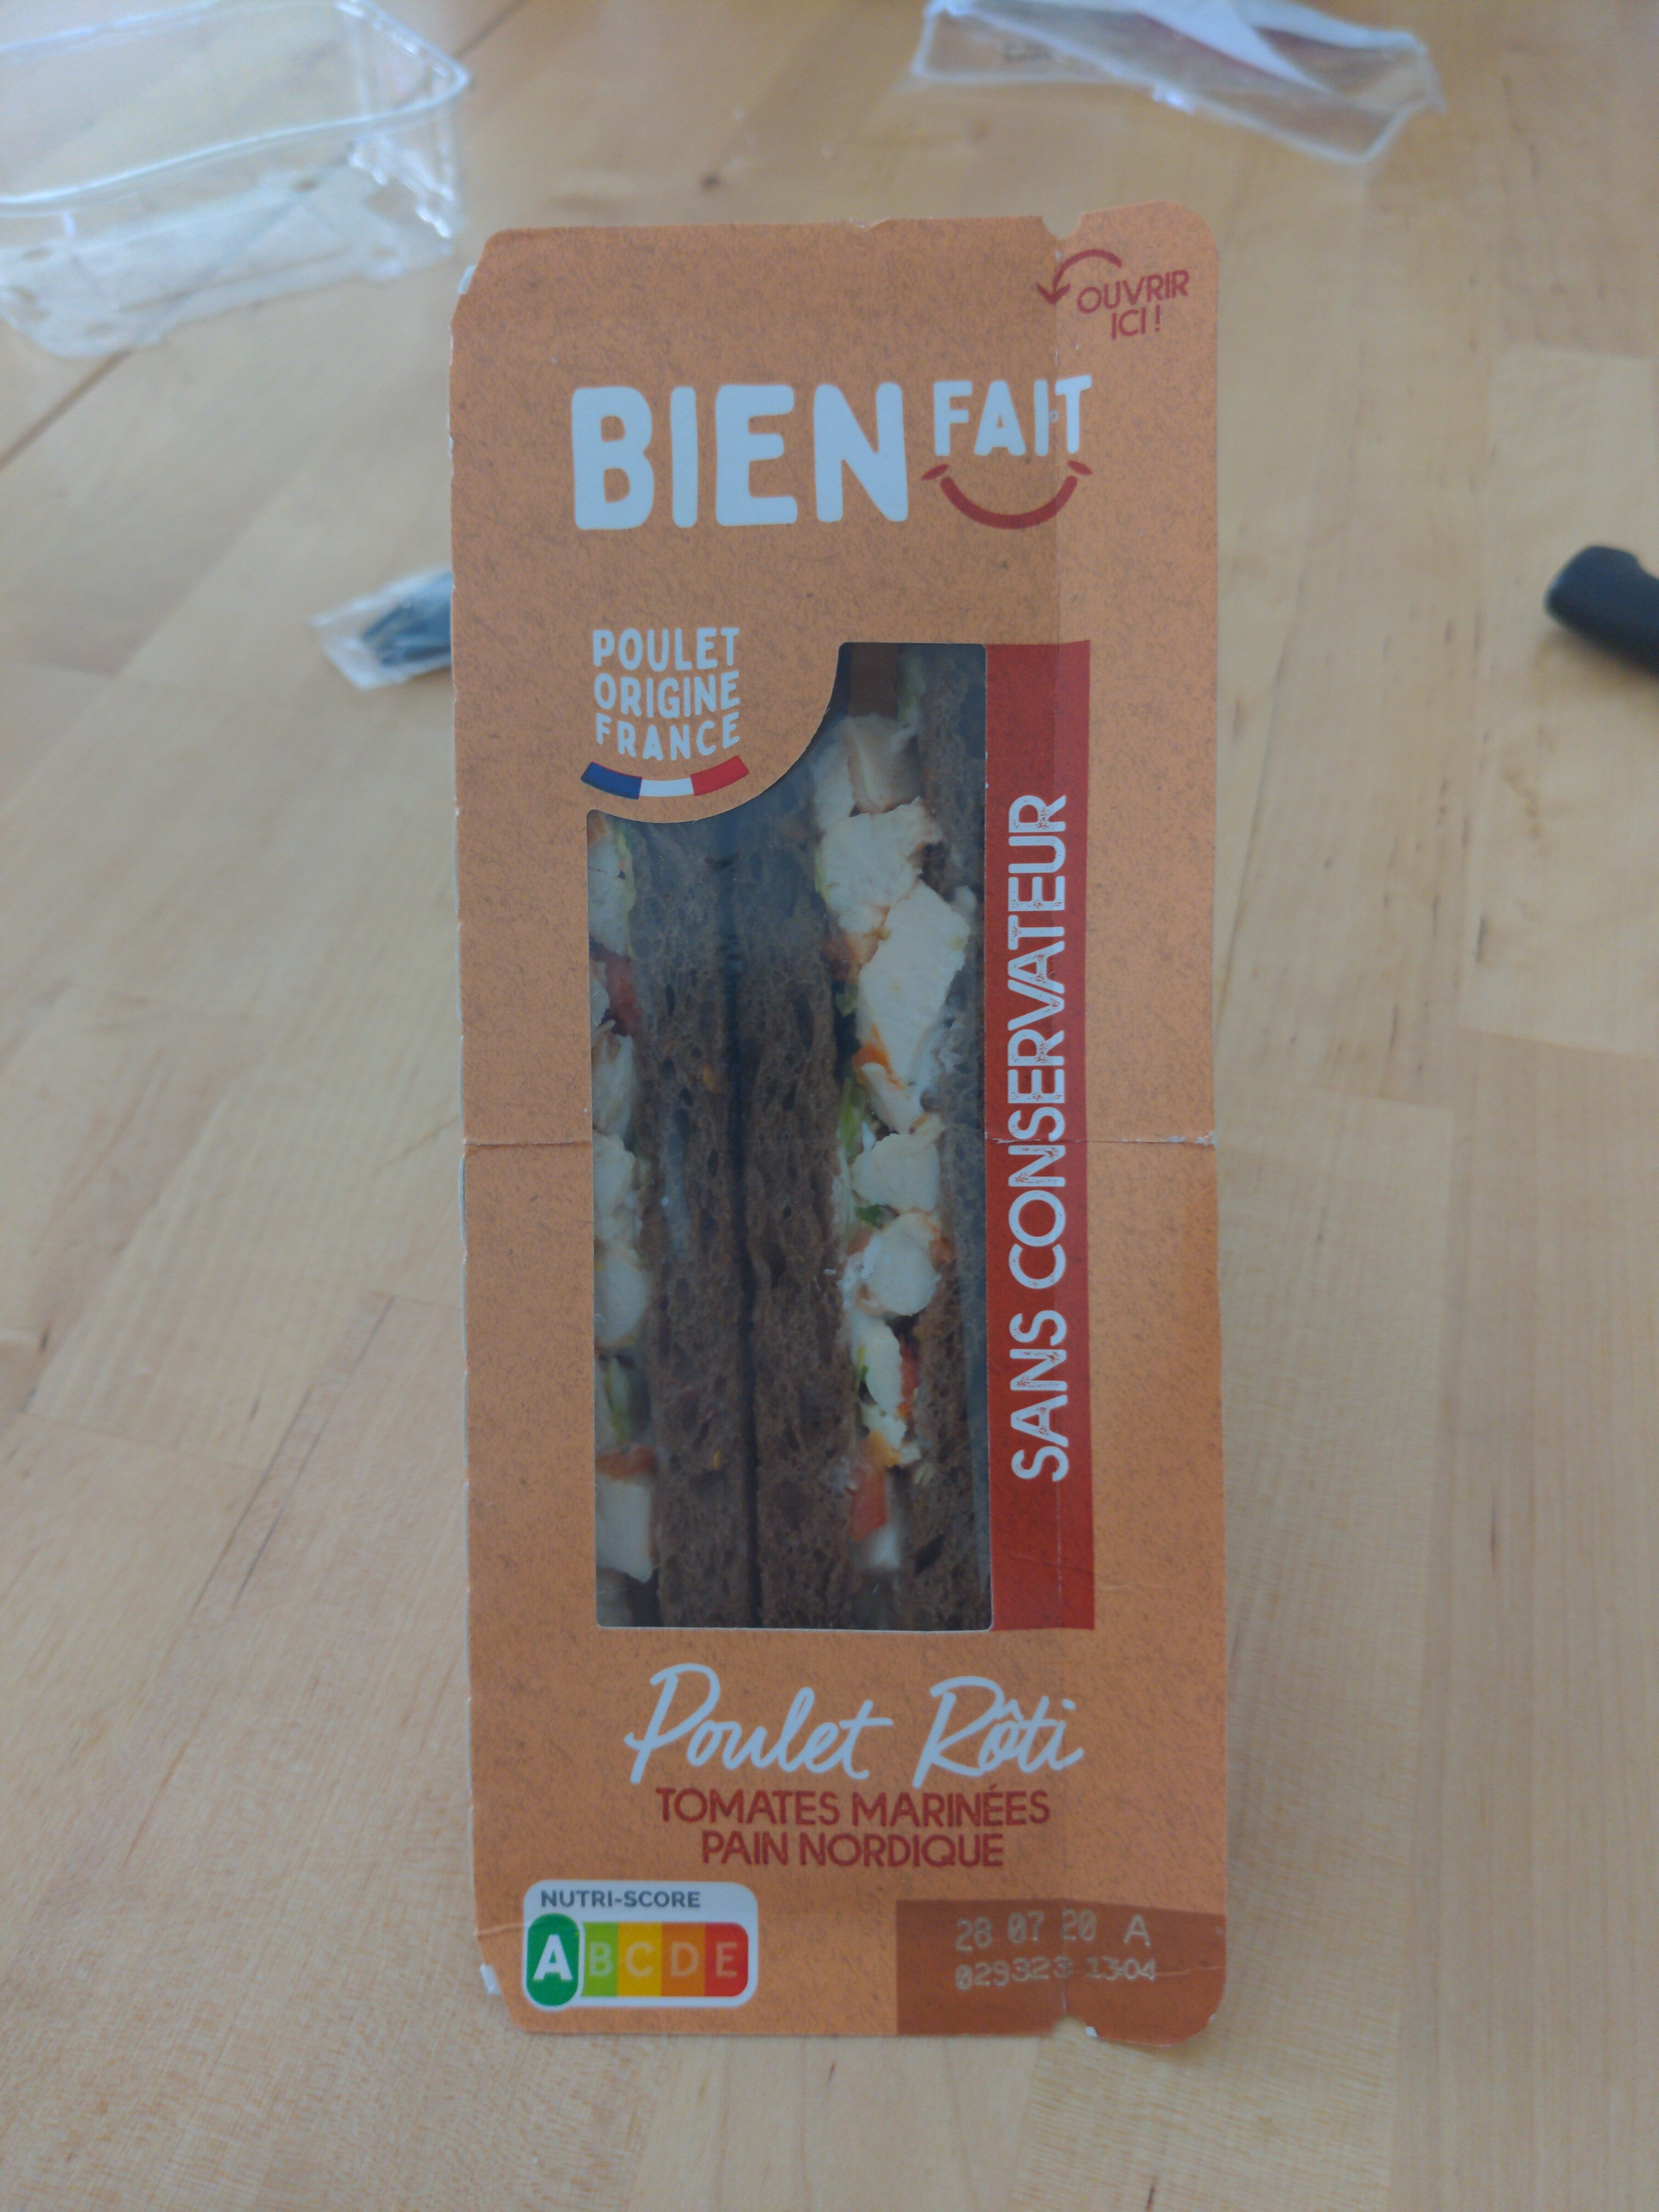 OUVRIR
ICI !
BIEN FAIT
POULET
ORIGINE
FRANCE
SANS CONSERVATEUR
Poulet Rôti
TOMATES MARINÉES
PAIN NORDIQUE
NUTRI-SCORE
A B C D E
28 07 20 A
029323 1304